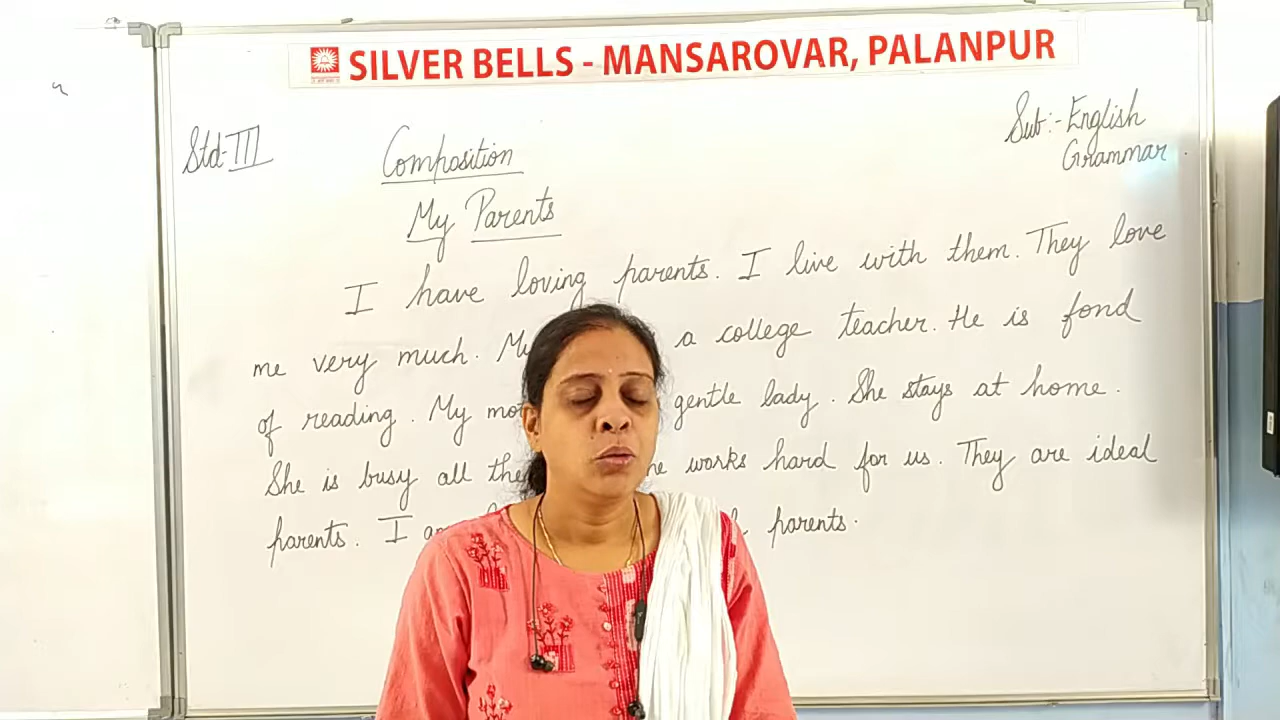 SILVER BELLS - MANSAROVAR, PALANPUR
Std-III
Sub:- English
Grammar
Composition
My Parents
I have loving parents. I live with them. They love
me very much. My a college teacher. He is fond
of reading. My gentle lady. She stays at home.
She is busy all the works hard for us. They are ideal
parents. I parents.